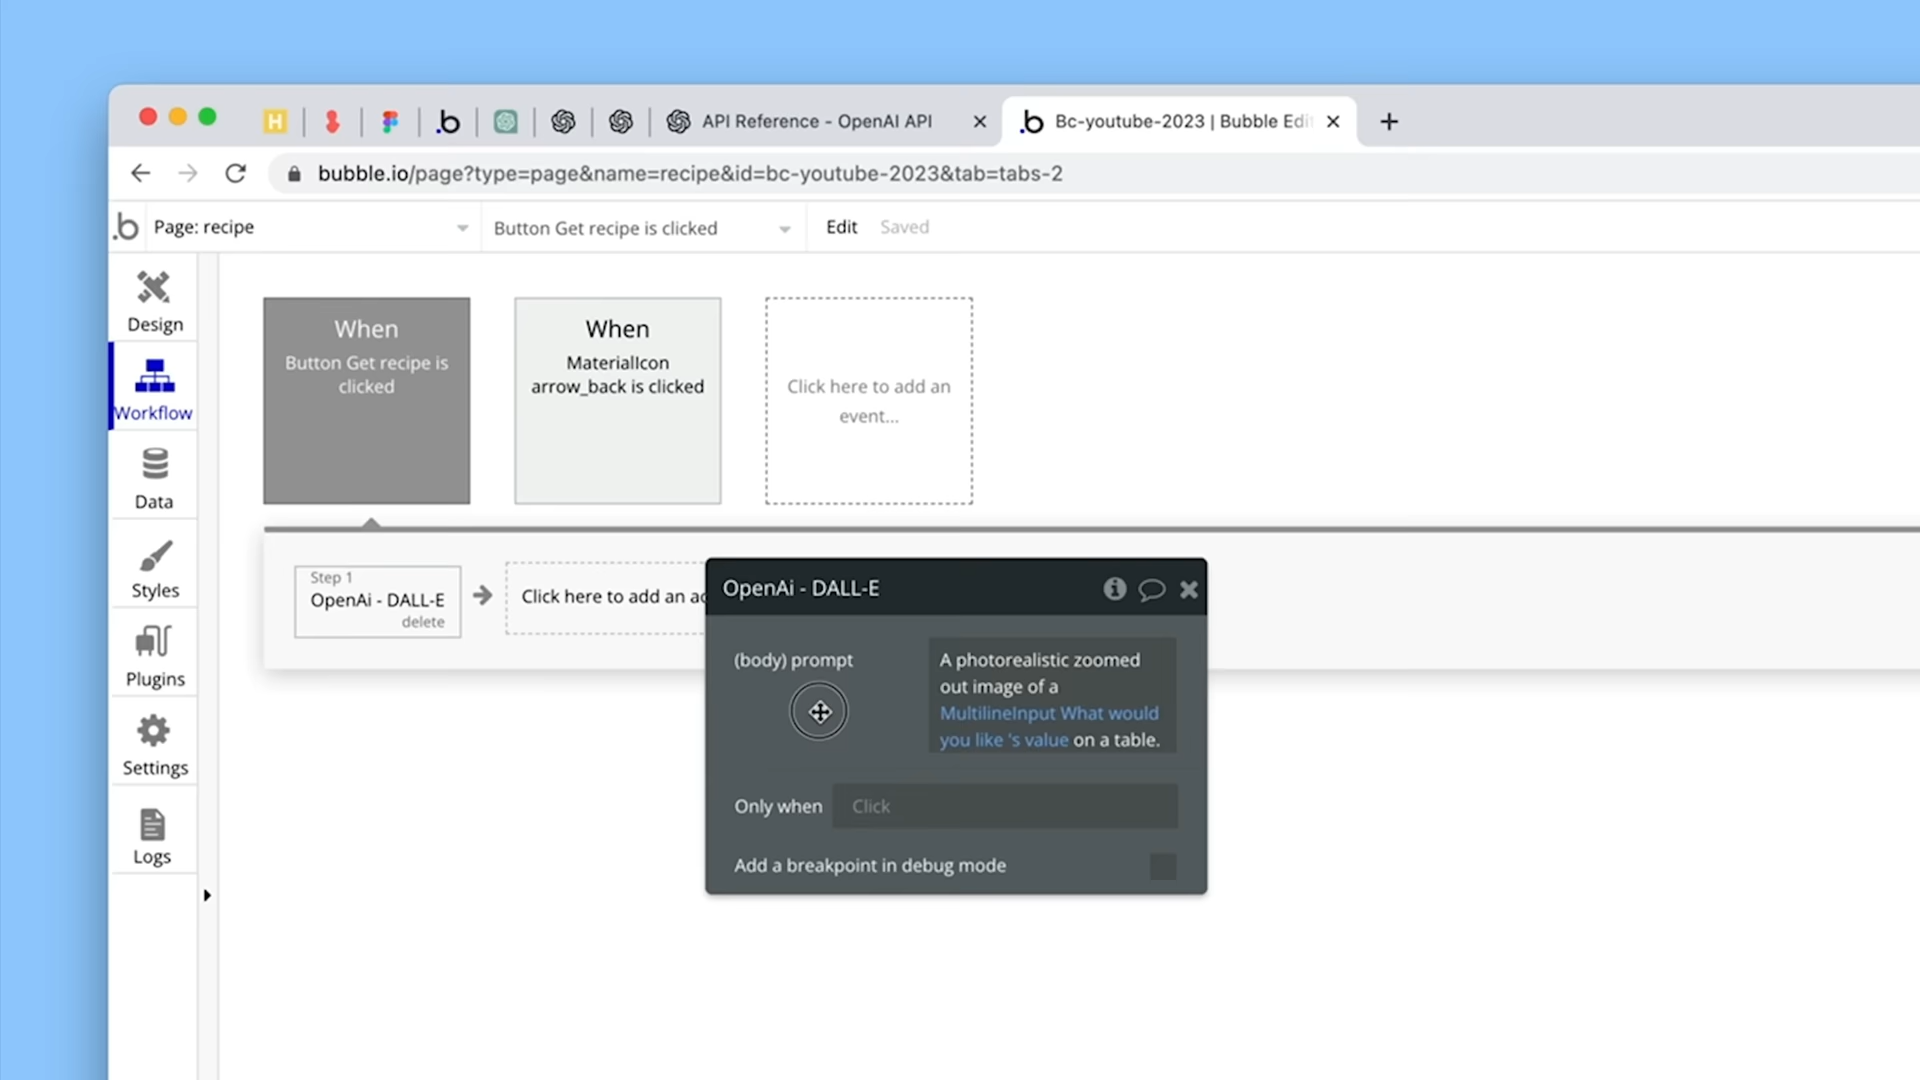 H
.b
API Reference - OpenAI API
.b Bc-youtube-2023 | Bubble Edi
bubble.io/page?type=page&name=recipe&id=bc-youtube-2023&tab=tabs-2
.b Page: recipe
Button Get recipe is clicked
Edit
Saved
Design
Workflow
Data
Styles
Plugins
Settings
Logs
When
Button Get recipe is
clicked
When
MaterialIcon
arrow_back is clicked
Click here to add an
event...
Step 1
OpenAi - DALL-E
delete
Click here to add an ac
OpenAi - DALL-E
(body) prompt
A photorealistic zoomed
out image of a
MultilineInput What would
you like 's value on a table.
Only when
Click
Add a breakpoint in debug mode